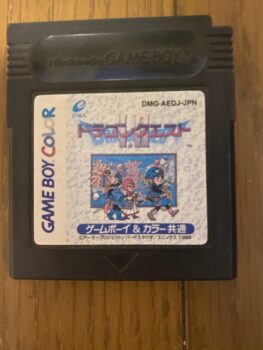 Nintendo GAME BOY
DMG-AEDJ-JPN
GAME BOY COLOR
ドラゴンクエスト
I・II
ゲームボーイ & カラー 共通